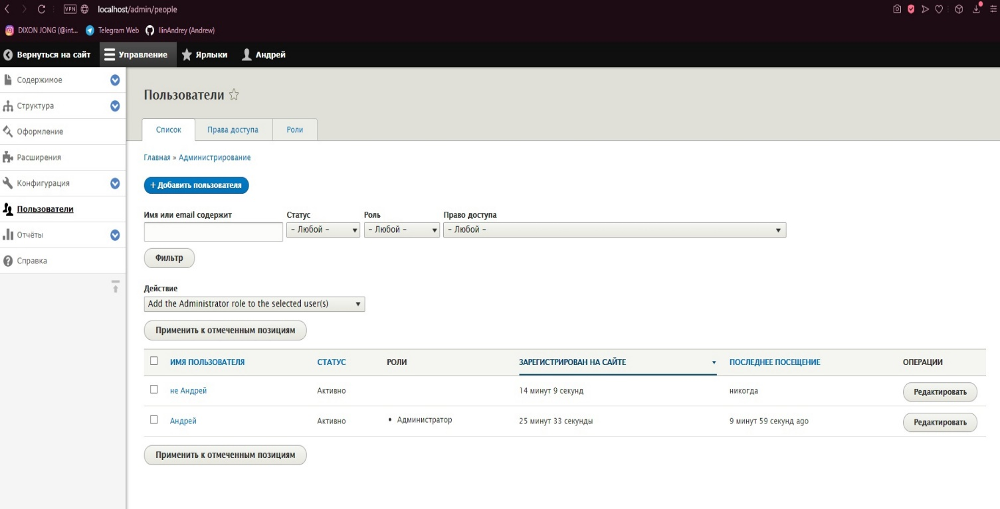 VPN localhost/admin/people
DIXON JONG (@int... Telegram Web IlinAndrey (Andrew)
Вернуться на сайт Управление Ярлыки Андрей
Содержимое
Структура
Оформление
Расширения
Конфигурация
Пользователи
Отчёты
Справка
Пользователи
Список Права доступа Роли
Главная » Администрирование
+ Добавить пользователя
Имя или email содержит Статус Роль Право доступа
- Любой - - Любой - - Любой -
Фильтр
Действие
Add the Administrator role to the selected user(s)
Применить к отмеченным позициям
ИМЯ ПОЛЬЗОВАТЕЛЯ СТАТУС РОЛИ ЗАРЕГИСТРИРОВАН НА САЙТЕ ПОСЛЕДНЕЕ ПОСЕЩЕНИЕ ОПЕРАЦИИ
не Андрей Активно 14 минут 9 секунд никогда Редактировать
Андрей Активно • Администратор 25 минут 33 секунды 9 минут 59 секунд ago Редактировать
Применить к отмеченным позициям